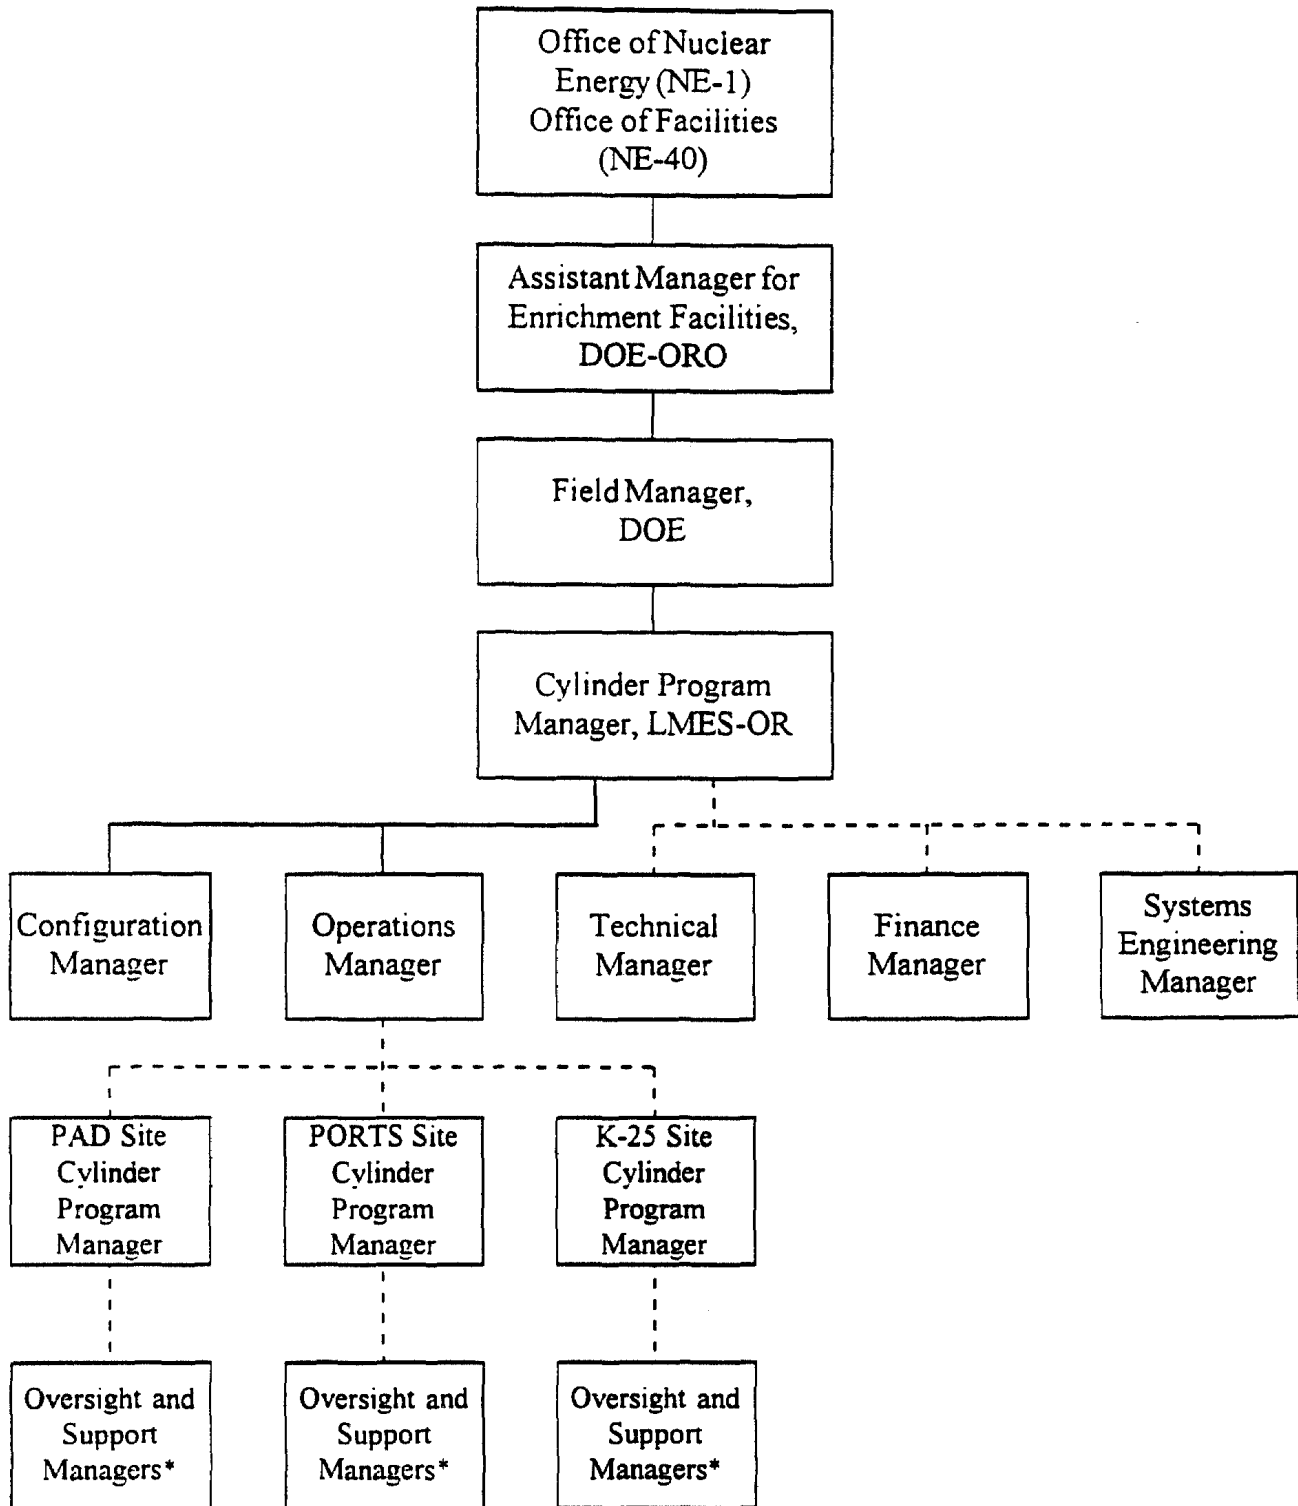 Office of Nuclear
Energy (NE-1)
Office of Facilities
(NE-40)
Assistant Manager for
Enrichment Facilities,
DOE-ORO
Field Manager,
DOE
Cylinder Program
Manager, LMES-OR
Configuration
Manager
Operations
Manager
Technical
Manager
Finance
Manager
Systems
Engineering
Manager
PAD Site
Cylinder
Program
Manager
PORTS Site
Cylinder
Program
Manager
K-25 Site
Cylinder
Program
Manager
Oversight and
Support
Managers*
Oversight and
Support
Managers*
Oversight and
Support
Managers*